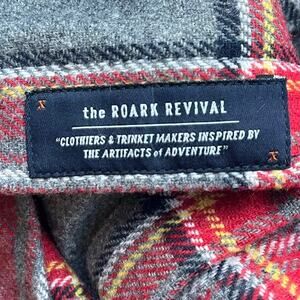 the ROARK REVIVAL
"CLOTHIERS & TRINKET MAKERS INSPIRED BY
THE ARTIFACTS of ADVENTURE"